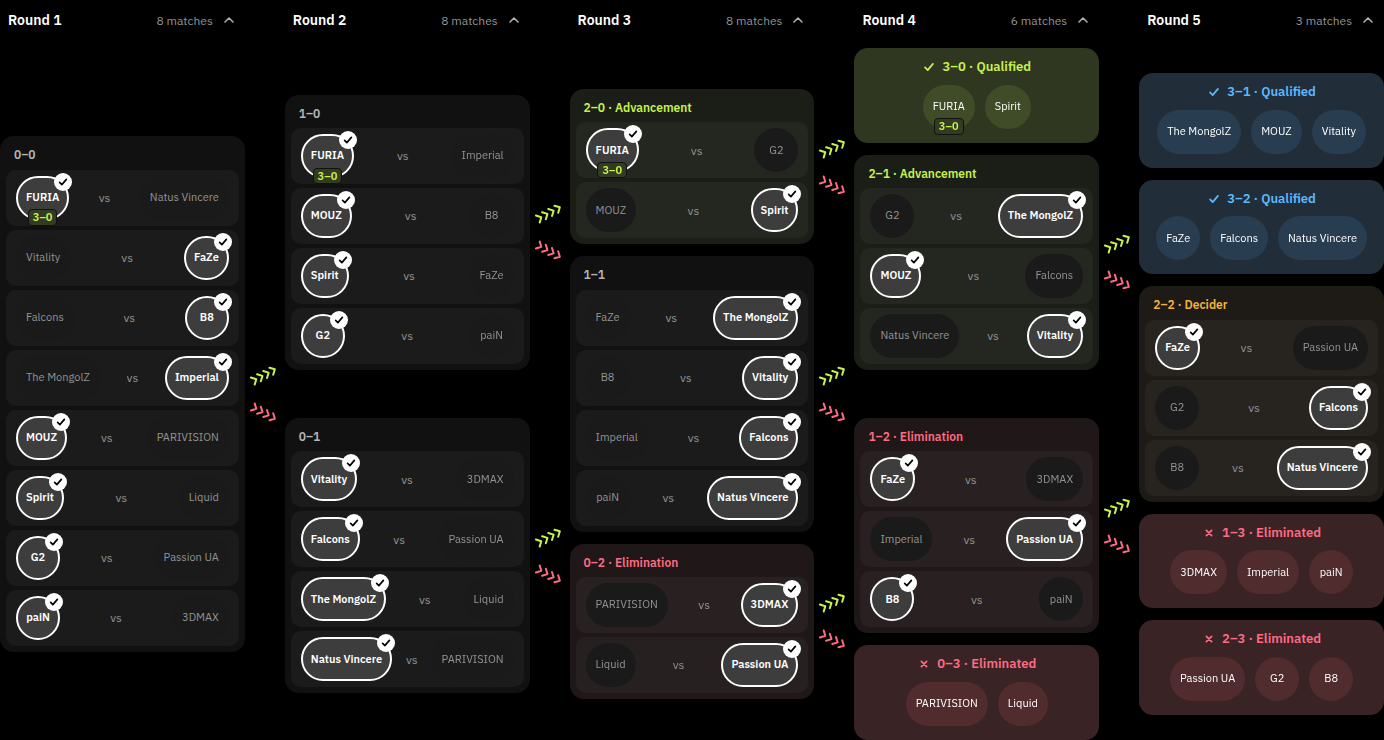 Round 1 8 matches
0–0
FURIA vs Natus Vincere
3–0
Vitality vs FaZe
Falcons vs B8
The MongolZ vs Imperial
MOUZ vs PARIVISION
Spirit vs Liquid
G2 vs Passion UA
paiN vs 3DMAX
Round 2 8 matches
1–0
FURIA vs Imperial
3–0
MOUZ vs B8
Spirit vs FaZe
G2 vs paiN
0–1
Vitality vs 3DMAX
Falcons vs Passion UA
The MongolZ vs Liquid
Natus Vincere vs PARIVISION
Round 3 8 matches
2–0 · Advancement
FURIA vs G2
3–0
MOUZ vs Spirit
1–1
FaZe vs The MongolZ
B8 vs Vitality
Imperial vs Falcons
paiN vs Natus Vincere
0–2 · Elimination
PARIVISION vs 3DMAX
Liquid vs Passion UA
Round 4 6 matches
3–0 · Qualified
FURIA Spirit
3–0
2–1 · Advancement
G2 vs The MongolZ
MOUZ vs Falcons
Natus Vincere vs Vitality
1–2 · Elimination
FaZe vs 3DMAX
Imperial vs Passion UA
B8 vs paiN
0–3 · Eliminated
PARIVISION Liquid
Round 5 3 matches
3–1 · Qualified
The MongolZ MOUZ Vitality
3–2 · Qualified
FaZe Falcons Natus Vincere
2–2 · Decider
FaZe vs Passion UA
G2 vs Falcons
B8 vs Natus Vincere
1–3 · Eliminated
3DMAX Imperial paiN
2–3 · Eliminated
Passion UA G2 B8